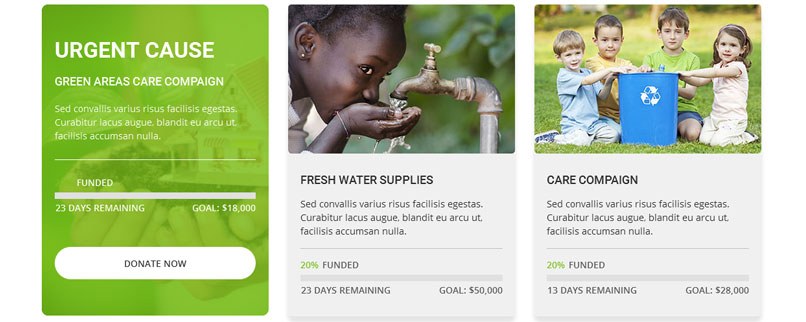 URGENT CAUSE
GREEN AREAS CARE COMPAIGN
Sed convallis varius risus facilisis egestas.
Curabitur lacus augue, blandit eu arcu ut,
facilisis accumsan nulla.
FUNDED
23 DAYS REMAINING GOAL: $18,000
DONATE NOW
FRESH WATER SUPPLIES
Sed convallis varius risus facilisis egestas.
Curabitur lacus augue, blandit eu arcu ut,
facilisis accumsan nulla.
20% FUNDED
23 DAYS REMAINING GOAL: $50,000
CARE COMPAIGN
Sed convallis varius risus facilisis egestas.
Curabitur lacus augue, blandit eu arcu ut,
facilisis accumsan nulla.
20% FUNDED
13 DAYS REMAINING GOAL: $28,000